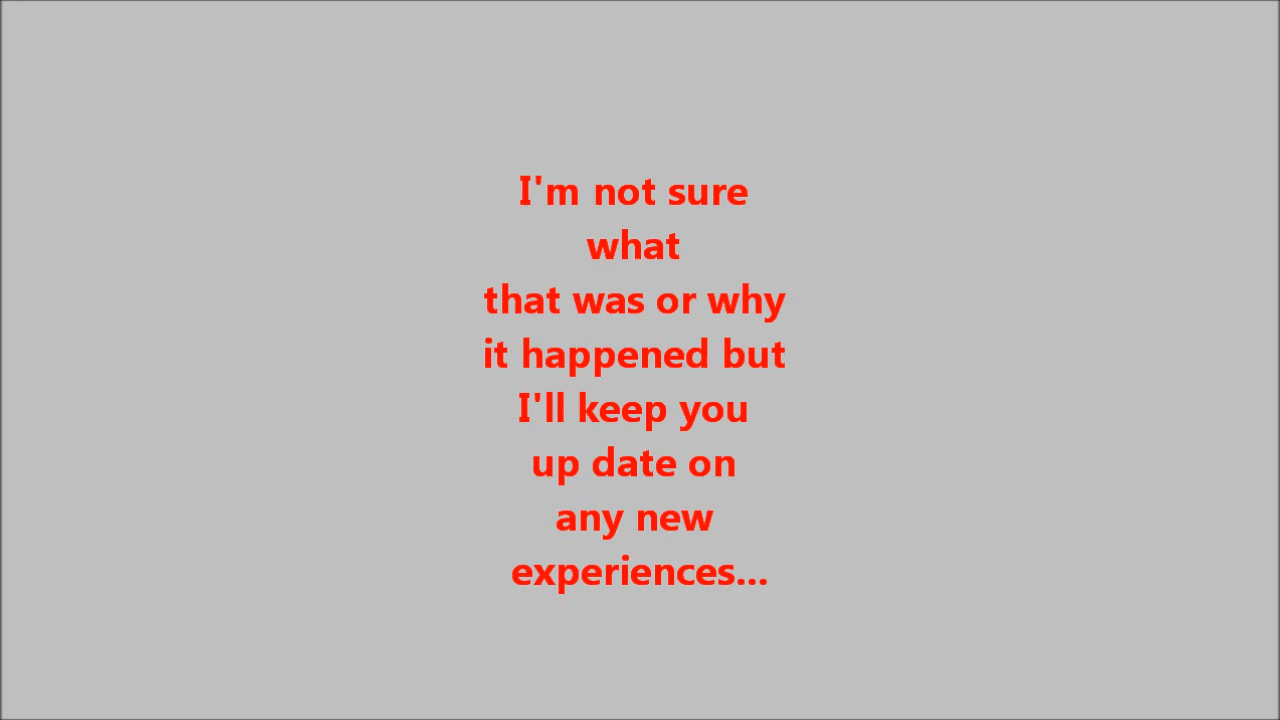 I'm not sure
what
that was or why
it happened but
I'll keep you
up date on
any new
experiences...